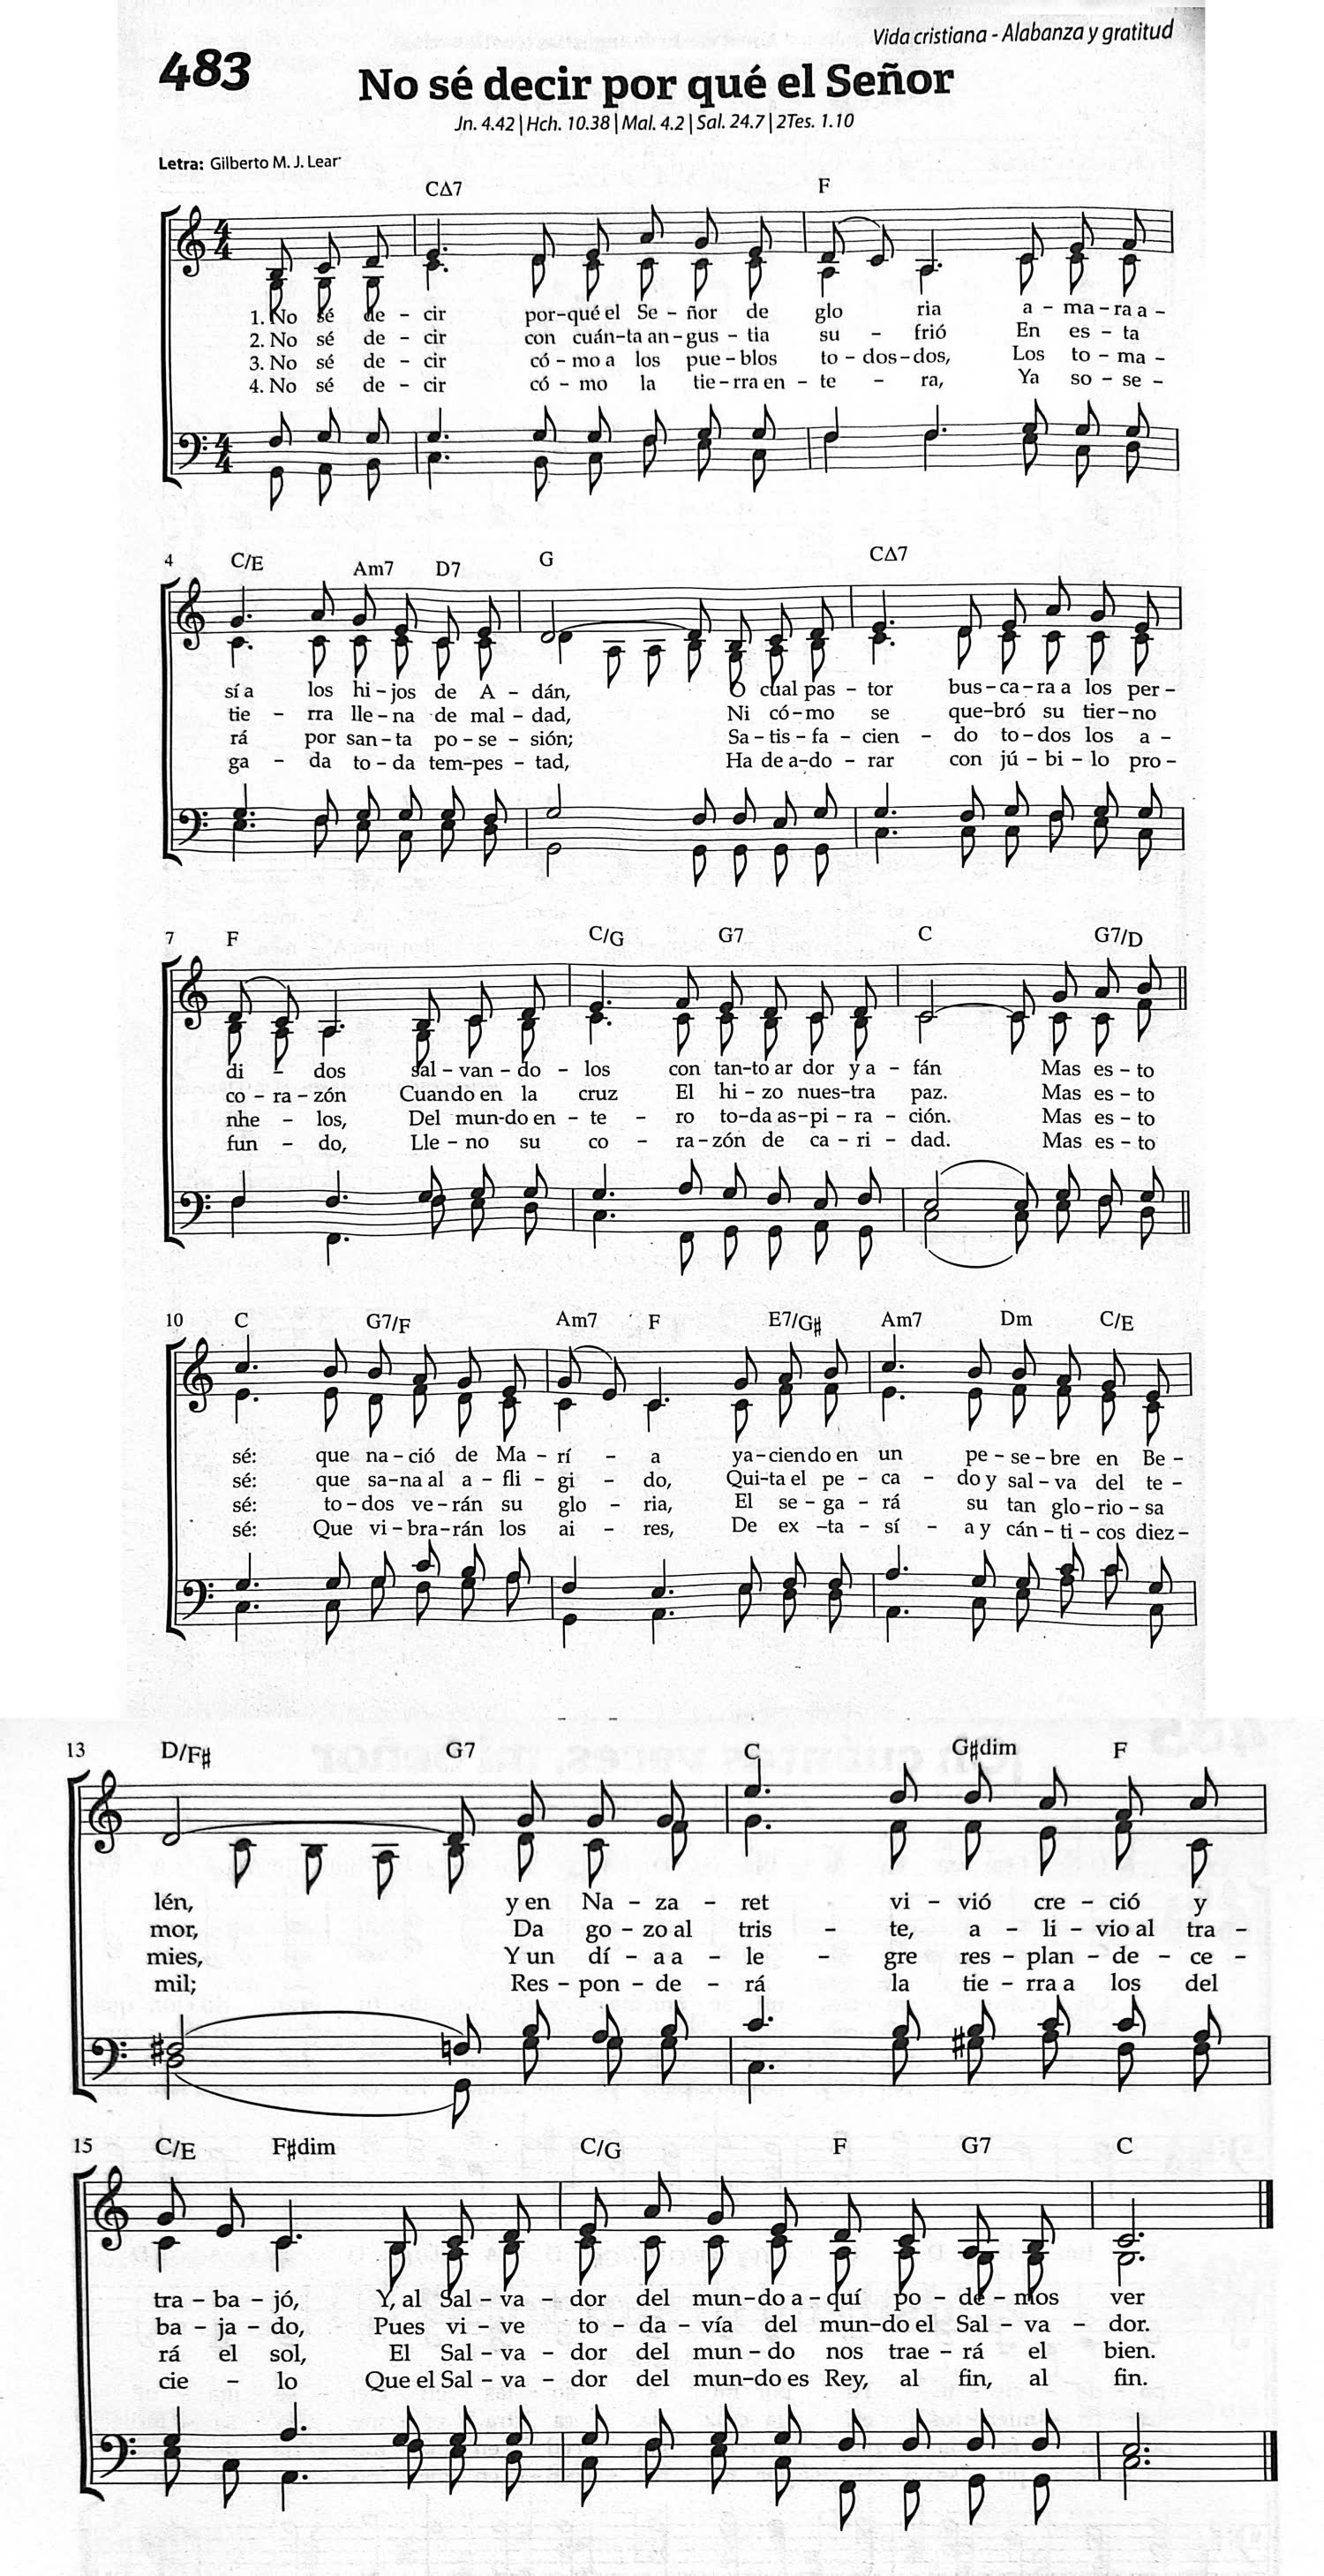 Vida cristiana - Alabanza y gratitud
483
No sé decir por qué el Señor
Jn. 4.42 | Hch. 10.38 | Mal. 4.2 | Sal. 24.7 | 2Tes. 1.10
Letra: Gilberto M. J. Lear
C∆7 F
1. No sé de - cir por-qué el Se - ñor de glo ria a - ma - ra a -
2. No sé de - cir con cuán-ta an-gus - tia su - frió En es - ta
3. No sé de - cir có - mo a los pue - blos to - dos-dos, Los to - ma -
4. No sé de - cir có - mo la tie - rra en - te - ra, Ya so - se -
4 C/E Am7 D7 G C∆7
sí a los hi - jos de A - dán, O cual pas - tor bus - ca - ra a los per -
tie - rra lle - na de mal - dad, Ni có - mo se que-bró su tier - no
rá por san - ta po - se - sión; Sa - tis - fa - cien - do to - dos los a -
ga - da to - da tem-pes - tad, Ha de a-do - rar con jú - bi - lo pro -
7 F C/G G7 C G7/D
di - dos sal - van - do - los con tan-to ar dor y a - fán Mas es - to
co - ra - zón Cuando en la cruz El hi - zo nues-tra paz. Mas es - to
nhe - los, Del mun-do en - te - ro to-da as-pi - ra - ción. Mas es - to
fun - do, Lle - no su co - ra-zón de ca - ri - dad. Mas es - to
10 C G7/F Am7 F E7/G# Am7 Dm C/E
sé: que na - ció de Ma - rí - a ya-ciendo en un pe - se - bre en Be -
sé: que sa-na al a - fli - gi - do, Qui-ta el pe - ca - do y sal - va del te -
sé: to - dos ve - rán su glo - ria, El se - ga - rá su tan glo - rio - sa
sé: Que vi - bra-rán los ai - res, De ex -ta - sí - a y cán - ti - cos diez-
13 D/F# G7 C G#dim F
lén, y en Na - za - ret vi - vió cre - ció y
mor, Da go - zo al tris - te, a - li - vio al tra -
mies, Y un dí - a a - le - gre res - plan - de - ce -
mil; Res - pon - de - rá la tie - rra a los del
15 C/E F#dim C/G F G7 C
tra - ba - jó, Y, al Sal - va - dor del mun-do a - quí po - de - mos ver
ba - ja - do, Pues vi - ve to - da - vía del mun-do el Sal - va - dor.
rá el sol, El Sal - va - dor del mun - do nos trae - rá el bien.
cie - lo Que el Sal - va - dor del mun-do es Rey, al fin, al fin.